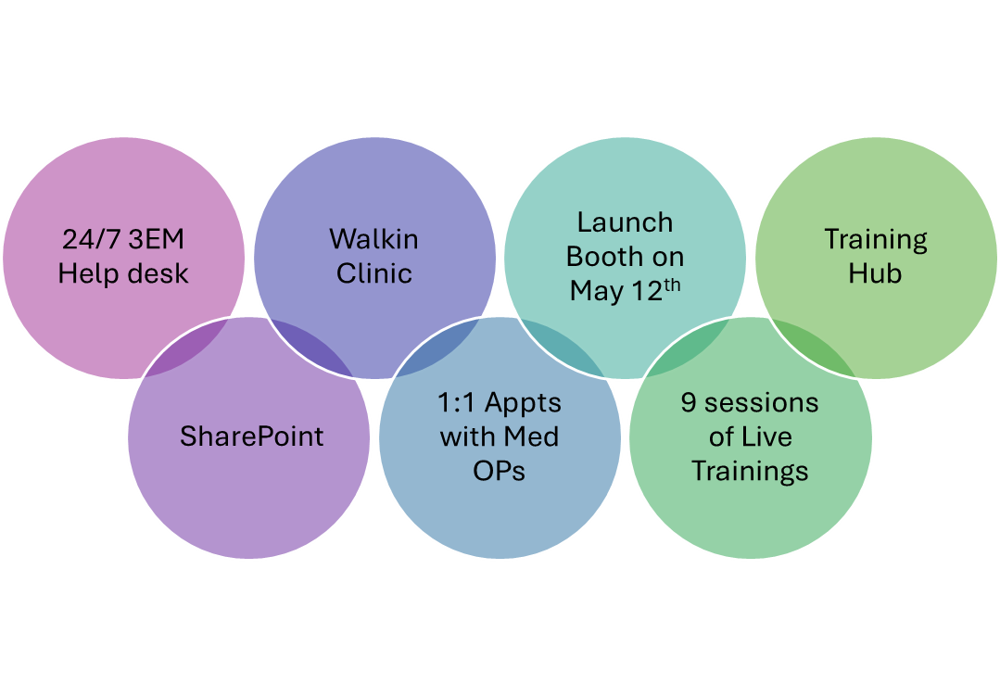 24/7 3EM
Help desk
Walkin
Clinic
Launch
Booth on
May 12th
Training
Hub
SharePoint
1:1 Appts
with Med
OPs
9 sessions
of Live
Trainings